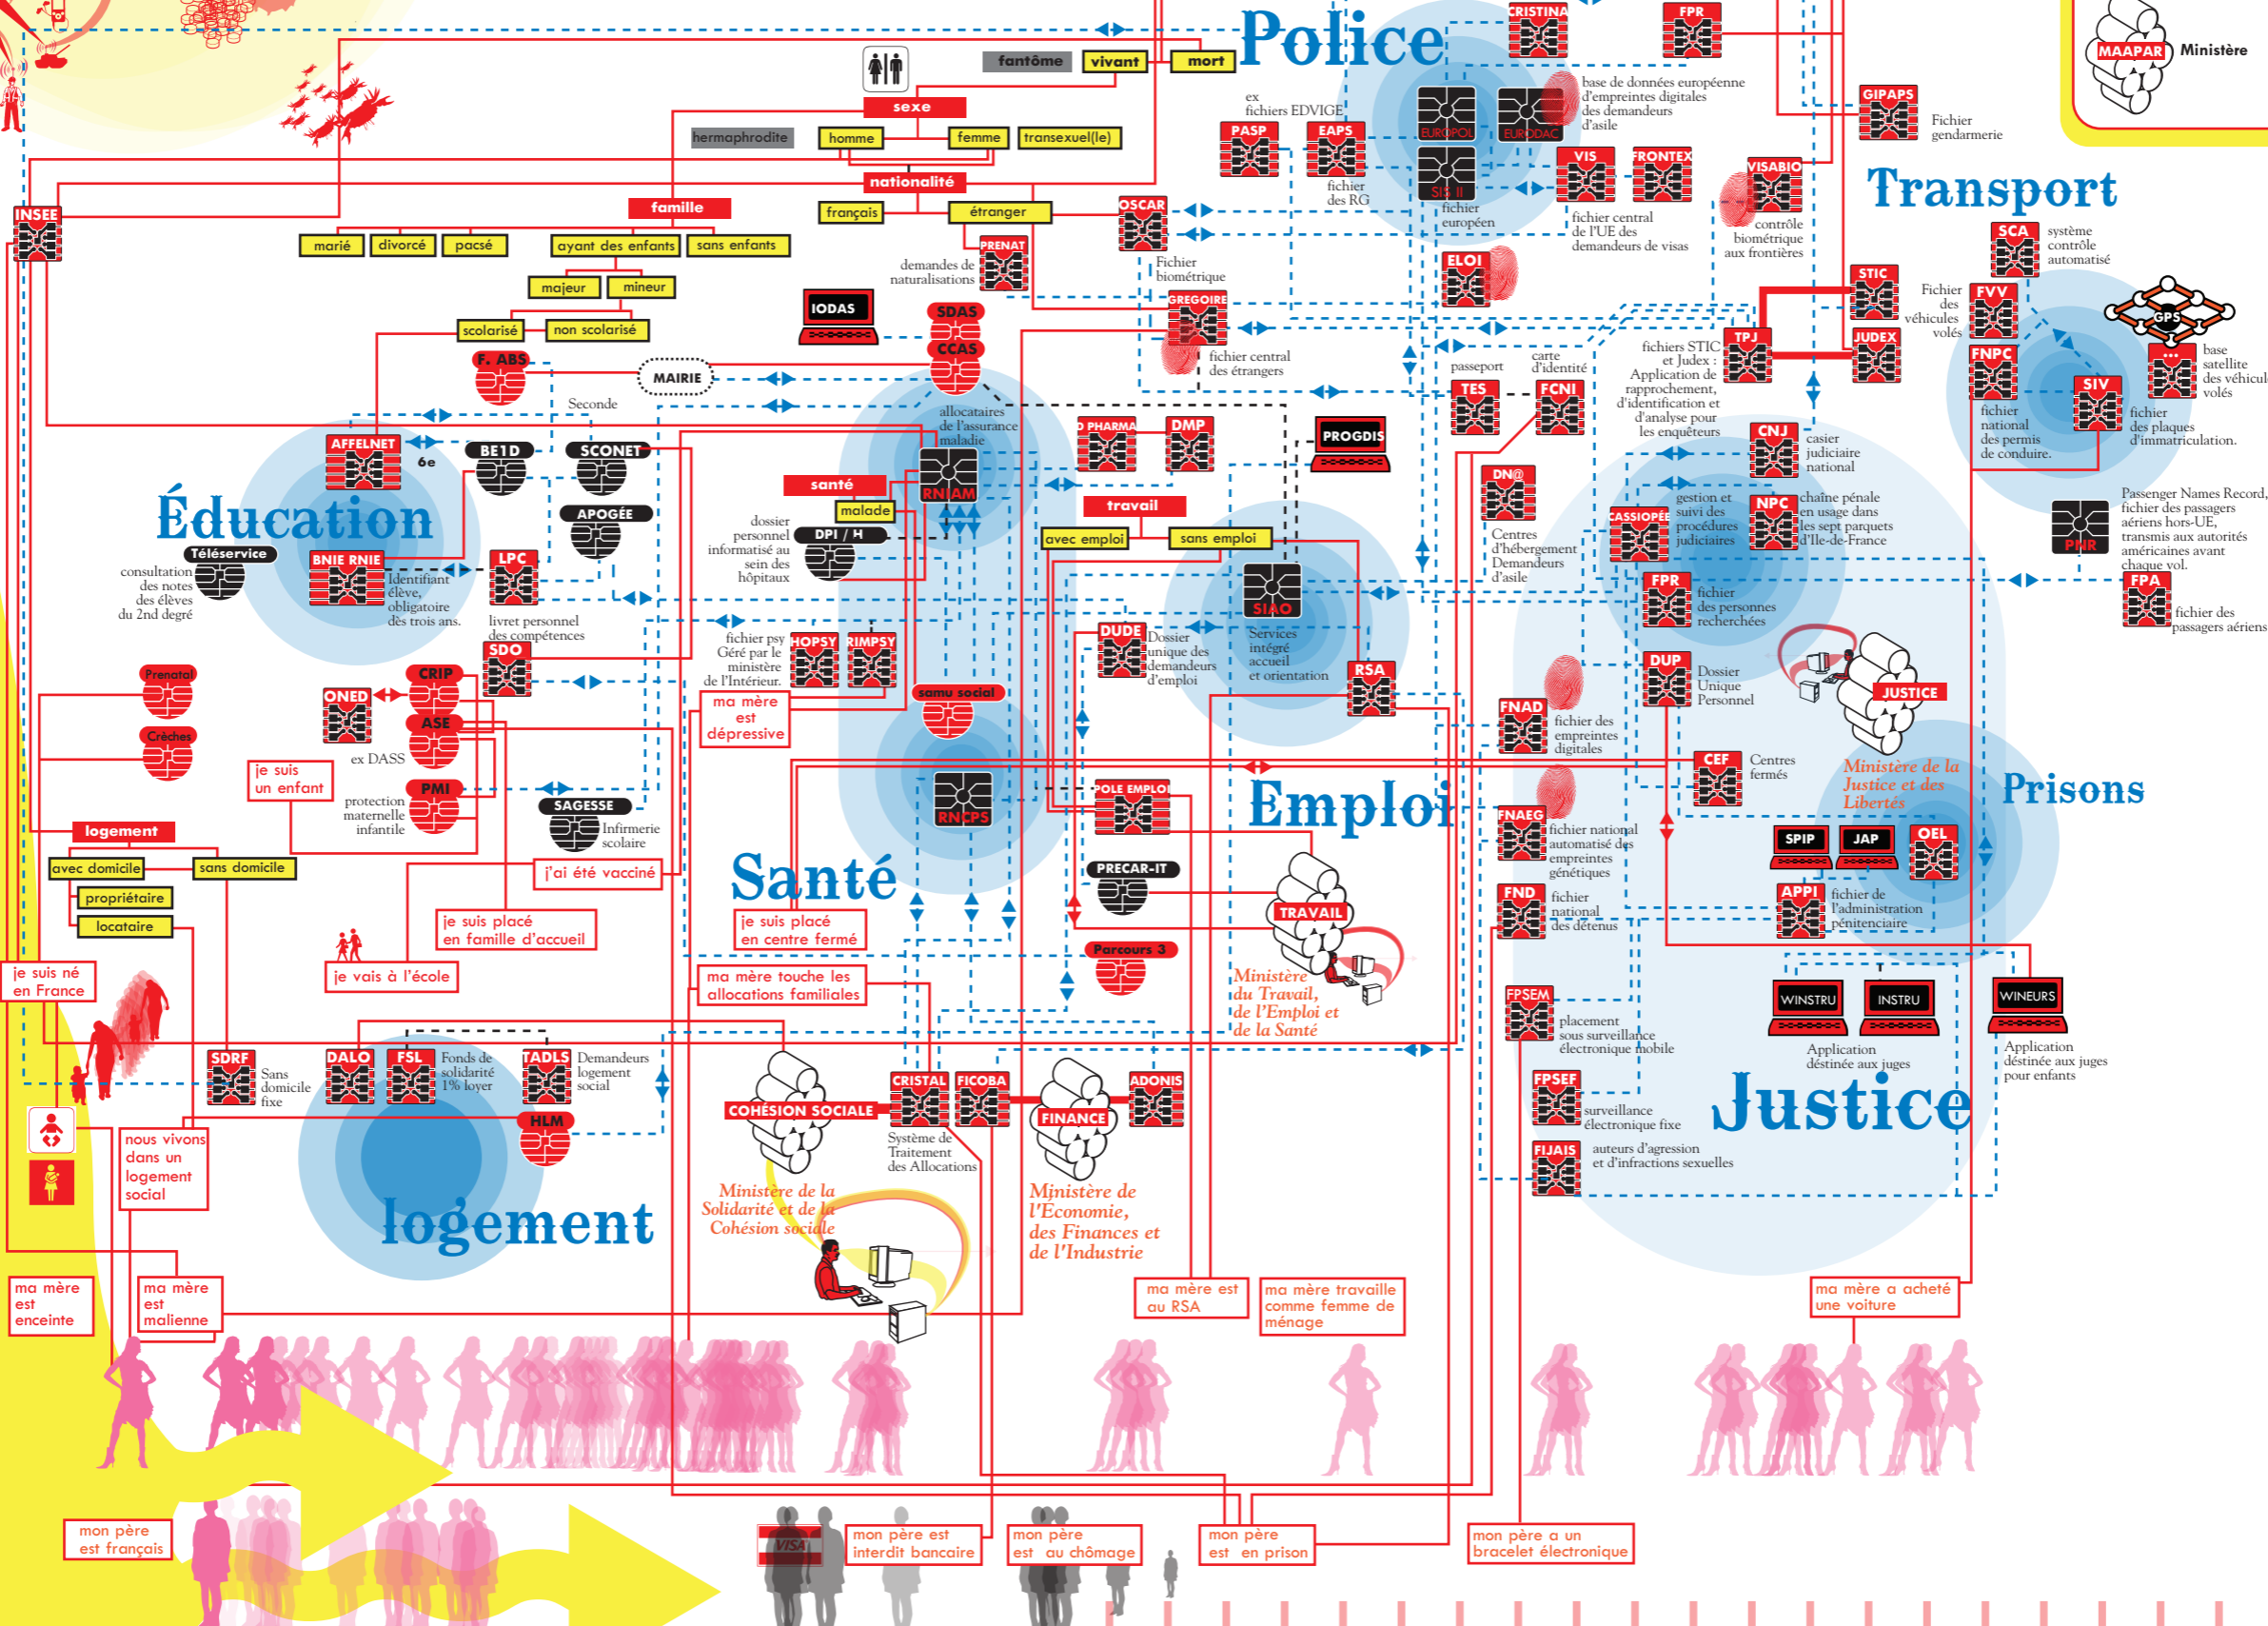 Police
CRISTINA
FPR
MAAPAR
Ministère
fantôme
vivant
mort
sexe
hermaphrodite
homme
femme
transexuel(le)
nationalité
français
étranger
INSEE
famille
marié
divorcé
pacsé
ayant des enfants
sans enfants
majeur
mineur
scolarisé
non scolarisé
ex
fichiers EDVIGE
PASP
EAPS
fichier
des RG
EUROPOL
EURODAC
SIS II
fichier
européen
base de données européenne
d'empreintes digitales
des demandeurs
d'asile
VIS
FRONTEX
fichier central
de l'UE des
demandeurs de visas
VISABIO
contrôle
biométrique
aux frontières
GIPAPS
Fichier
gendarmerie
Transport
SCA
système
contrôle
automatisé
OSCAR
Fichier
biométrique
PRENAT
demandes de
naturalisations
ELOI
GREGOIRE
fichier central
des étrangers
STIC
JUDEX
TPJ
fichiers STIC
et Judex :
Application de
rapprochement,
d'identification et
d'analyse pour
les enquêteurs
Fichier
des
véhicules
volés
FVV
FNPC
fichier
national
des permis
de conduire.
GPS
...
base
satellite
des véhicul
volés
SIV
fichier
des plaques
d'immatriculation.
IODAS
SDAS
CCAS
F. ABS
MAIRIE
Seconde
passeport
TES
carte
d'identité
FCNI
Éducation
AFFELNET
6e
BE1D
SCONET
APOGÉE
Téléservice
consultation
des notes
des élèves
du 2nd degré
BNIE RNIE
Identifiant
élève,
obligatoire
dès trois ans.
LPC
livret personnel
des compétences
SDO
allocataires
de l'assurance
maladie
RNIAM
D PHARMA
DMP
PROGDIS
santé
malade
dossier
personnel
informatisé au
sein des
hôpitaux
DPI / H
travail
avec emploi
sans emploi
DN@
Centres
d'hébergement
Demandeurs
d'asile
SIAO
Services
intégré
accueil
et orientation
CNJ
casier
judiciaire
national
CASSIOPÉE
gestion et
suivi des
procédures
judiciaires
NPC
chaîne pénale
en usage dans
les sept parquets
d'Ile-de-France
FPR
fichier
des personnes
recherchées
PNR
Passenger Names Record,
fichier des passagers
aériens hors-UE,
transmis aux autorités
américaines avant
chaque vol.
FPA
fichier des
passagers aériens
fichier psy
Géré par le
ministère
de l'Intérieur.
HOPSY
RIMPSY
DUDE
Dossier
unique des
demandeurs
d'emploi
RSA
DUP
Dossier
Unique
Personnel
JUSTICE
Ministère de la
Justice et des
Libertés
Prenatal
Crèches
ONED
CRIP
ASE
ex DASS
PMI
protection
maternelle
infantile
je suis
un enfant
SAGESSE
Infirmerie
scolaire
ma mère
est
dépressive
samu social
RNCPS
Santé
POLE EMPLOI
Emploi
PRECAR-IT
TRAVAIL
Parcours 3
Ministère
du Travail,
de l'Emploi et
de la Santé
FNAD
fichier des
empreintes
digitales
FNAEG
fichier national
automatisé des
empreintes
génétiques
FND
fichier
national
des détenus
CEF
Centres
fermés
Prisons
SPIP
JAP
OEL
APPI
fichier de
l'administration
pénitenciaire
logement
avec domicile
sans domicile
propriétaire
locataire
j'ai été vacciné
je suis placé
en famille d'accueil
je suis placé
en centre fermé
je suis né
en France
je vais à l'école
ma mère touche les
allocations familiales
FPSEM
placement
sous surveillance
électronique mobile
WINSTRU
INSTRU
Application
déstinée aux juges
WINEURS
Application
déstinée aux juges
pour enfants
SDRF
Sans
domicile
fixe
DALO
FSL
Fonds de
solidarité
1% loyer
TADLS
Demandeurs
logement
social
HLM
COHÉSION SOCIALE
CRISTAL
Système de
Traitement
des Allocations
FICOBA
FINANCE
ADONIS
FPSEF
surveillance
électronique fixe
Justice
FIJAIS
auteurs d'agression
et d'infractions sexuelles
nous vivons
dans un
logement
social
logement
Ministère de la
Solidarité et de la
Cohésion sociale
Ministère de
l'Économie,
des Finances et
de l'Industrie
ma mère
est
enceinte
ma mère
est
malienne
ma mère est
au RSA
ma mère travaille
comme femme de
ménage
ma mère a acheté
une voiture
mon père
est français
VISA
mon père est
interdit bancaire
mon père
est au chômage
mon père
est en prison
mon père a un
bracelet électronique